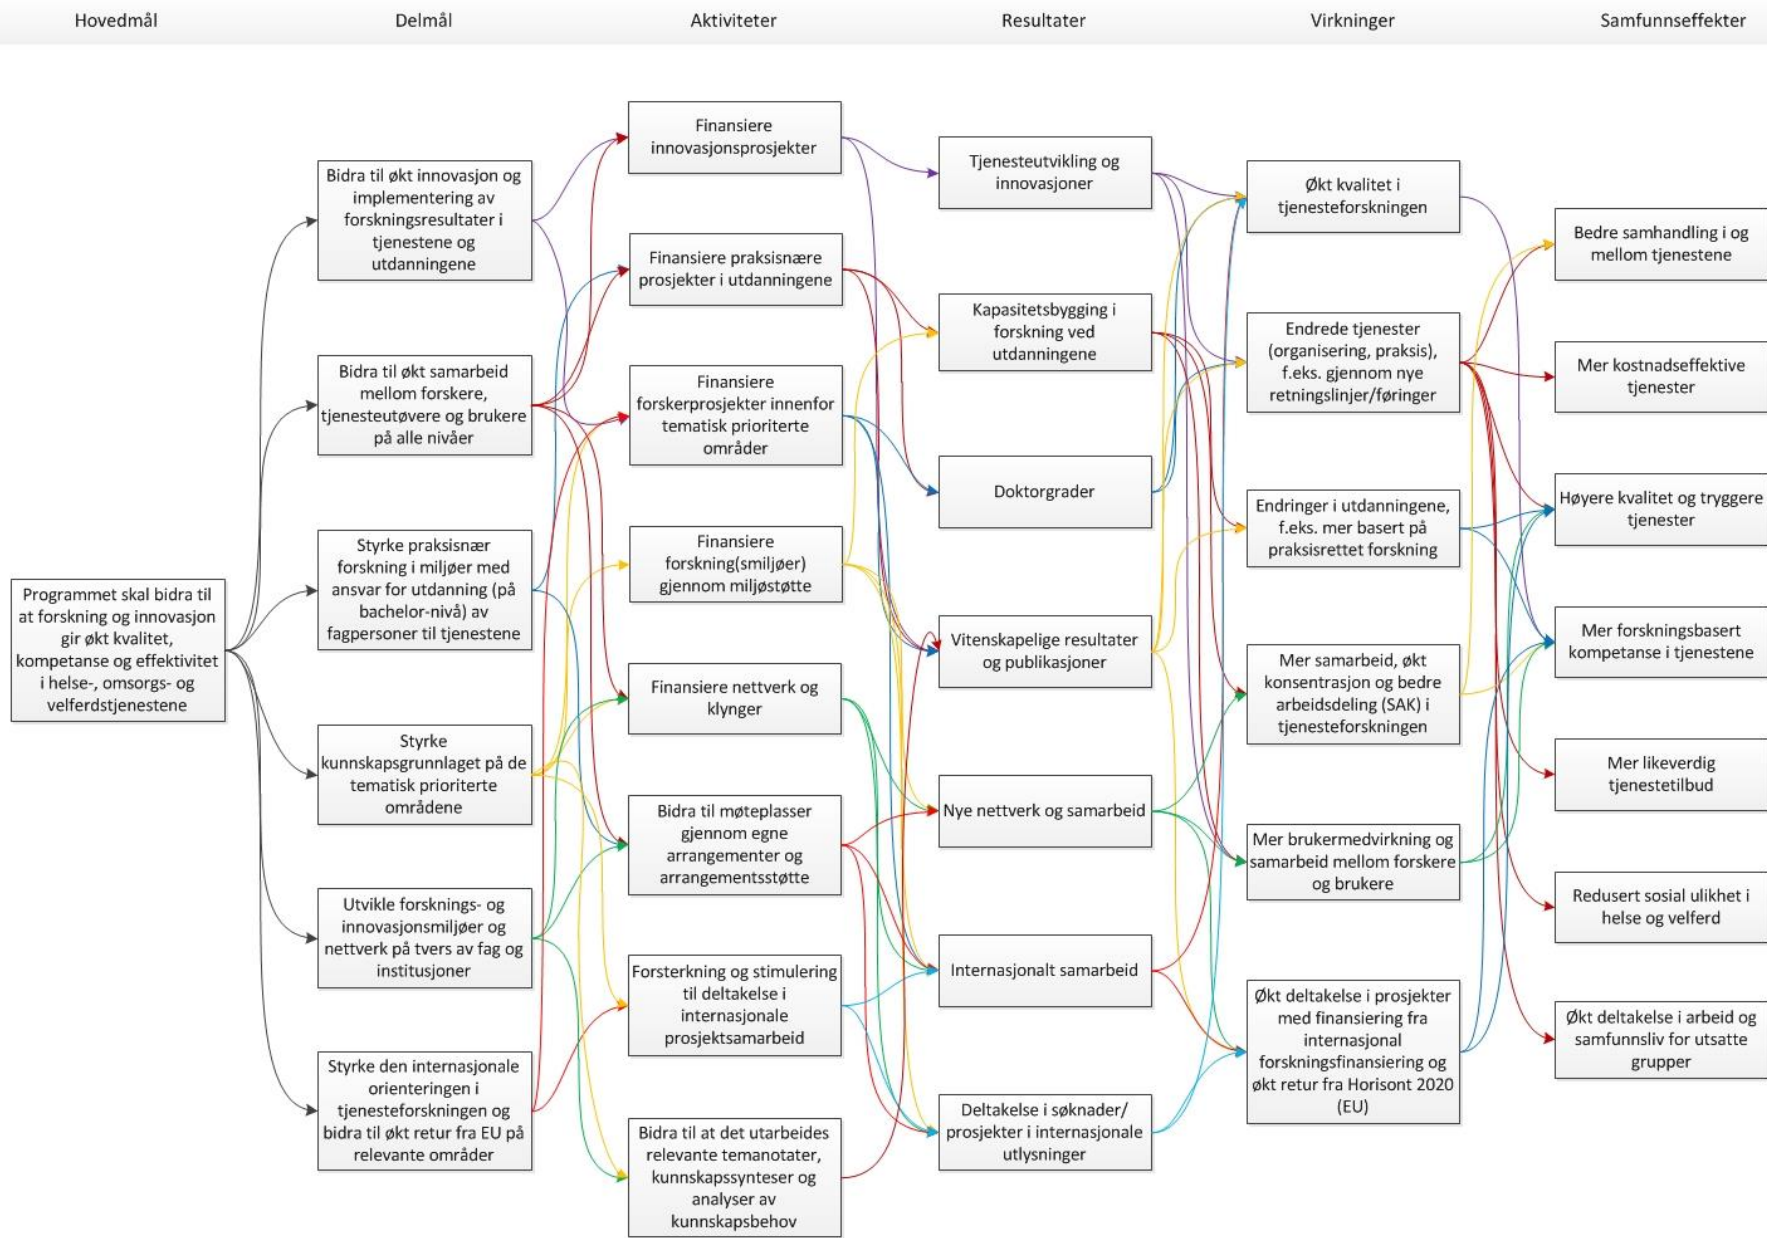 Hovedmål
Delmål
Aktiviteter
Resultater
Virkninger
Samfunnseffekter
Programmet skal bidra til
at forskning og innovasjon
gir økt kvalitet,
kompetanse og effektivitet
i helse-, omsorgs- og
velferdstjenestene
Bidra til økt innovasjon og
implementering av
forskningsresultater i
tjenestene og
utdanningene
Bidra til økt samarbeid
mellom forskere,
tjenesteutøvere og brukere
på alle nivåer
Styrke praksisnær
forskning i miljøer med
ansvar for utdanning (på
bachelor-nivå) av
fagpersoner til tjenestene
Styrke
kunnskapsgrunnlaget på de
tematisk prioriterte
områdene
Utvikle forsknings- og
innovasjonsmiljøer og
nettverk på tvers av fag og
institusjoner
Styrke den internasjonale
orienteringen i
tjenesteforskningen og
bidra til økt retur fra EU på
relevante områder
Finansiere
innovasjonsprosjekter
Finansiere praksisnære
prosjekter i utdanningene
Finansiere
forskerprosjekter innenfor
tematisk prioriterte
områder
Finansiere
forskning(smiljøer)
gjennom miljøstøtte
Finansiere nettverk og
klynger
Bidra til møteplasser
gjennom egne
arrangementer og
arrangementsstøtte
Forsterkning og stimulering
til deltakelse i
internasjonale
prosjektsamarbeid
Bidra til at det utarbeides
relevante temanotater,
kunnskapssynteser og
analyser av
kunnskapsbehov
Tjenesteutvikling og
innovasjoner
Kapasitetsbygging i
forskning ved
utdanningene
Doktorgrader
Vitenskapelige resultater
og publikasjoner
Nye nettverk og samarbeid
Internasjonalt samarbeid
Deltakelse i søknader/
prosjekter i internasjonale
utlysninger
Økt kvalitet i
tjenesteforskningen
Endrede tjenester
(organisering, praksis),
f.eks. gjennom nye
retningslinjer/føringer
Endringer i utdanningene,
f.eks. mer basert på
praksisrettet forskning
Mer samarbeid, økt
konsentrasjon og bedre
arbeidsdeling (SAK) i
tjenesteforskningen
Mer brukermedvirkning og
samarbeid mellom forskere
og brukere
Økt deltakelse i prosjekter
med finansiering fra
internasjonal
forskningsfinansiering og
økt retur fra Horisont 2020
(EU)
Bedre samhandling i og
mellom tjenestene
Mer kostnadseffektive
tjenester
Høyere kvalitet og tryggere
tjenester
Mer forskningsbasert
kompetanse i tjenestene
Mer likeverdig
tjenestetilbud
Redusert sosial ulikhet i
helse og velferd
Økt deltakelse i arbeid og
samfunnsliv for utsatte
grupper